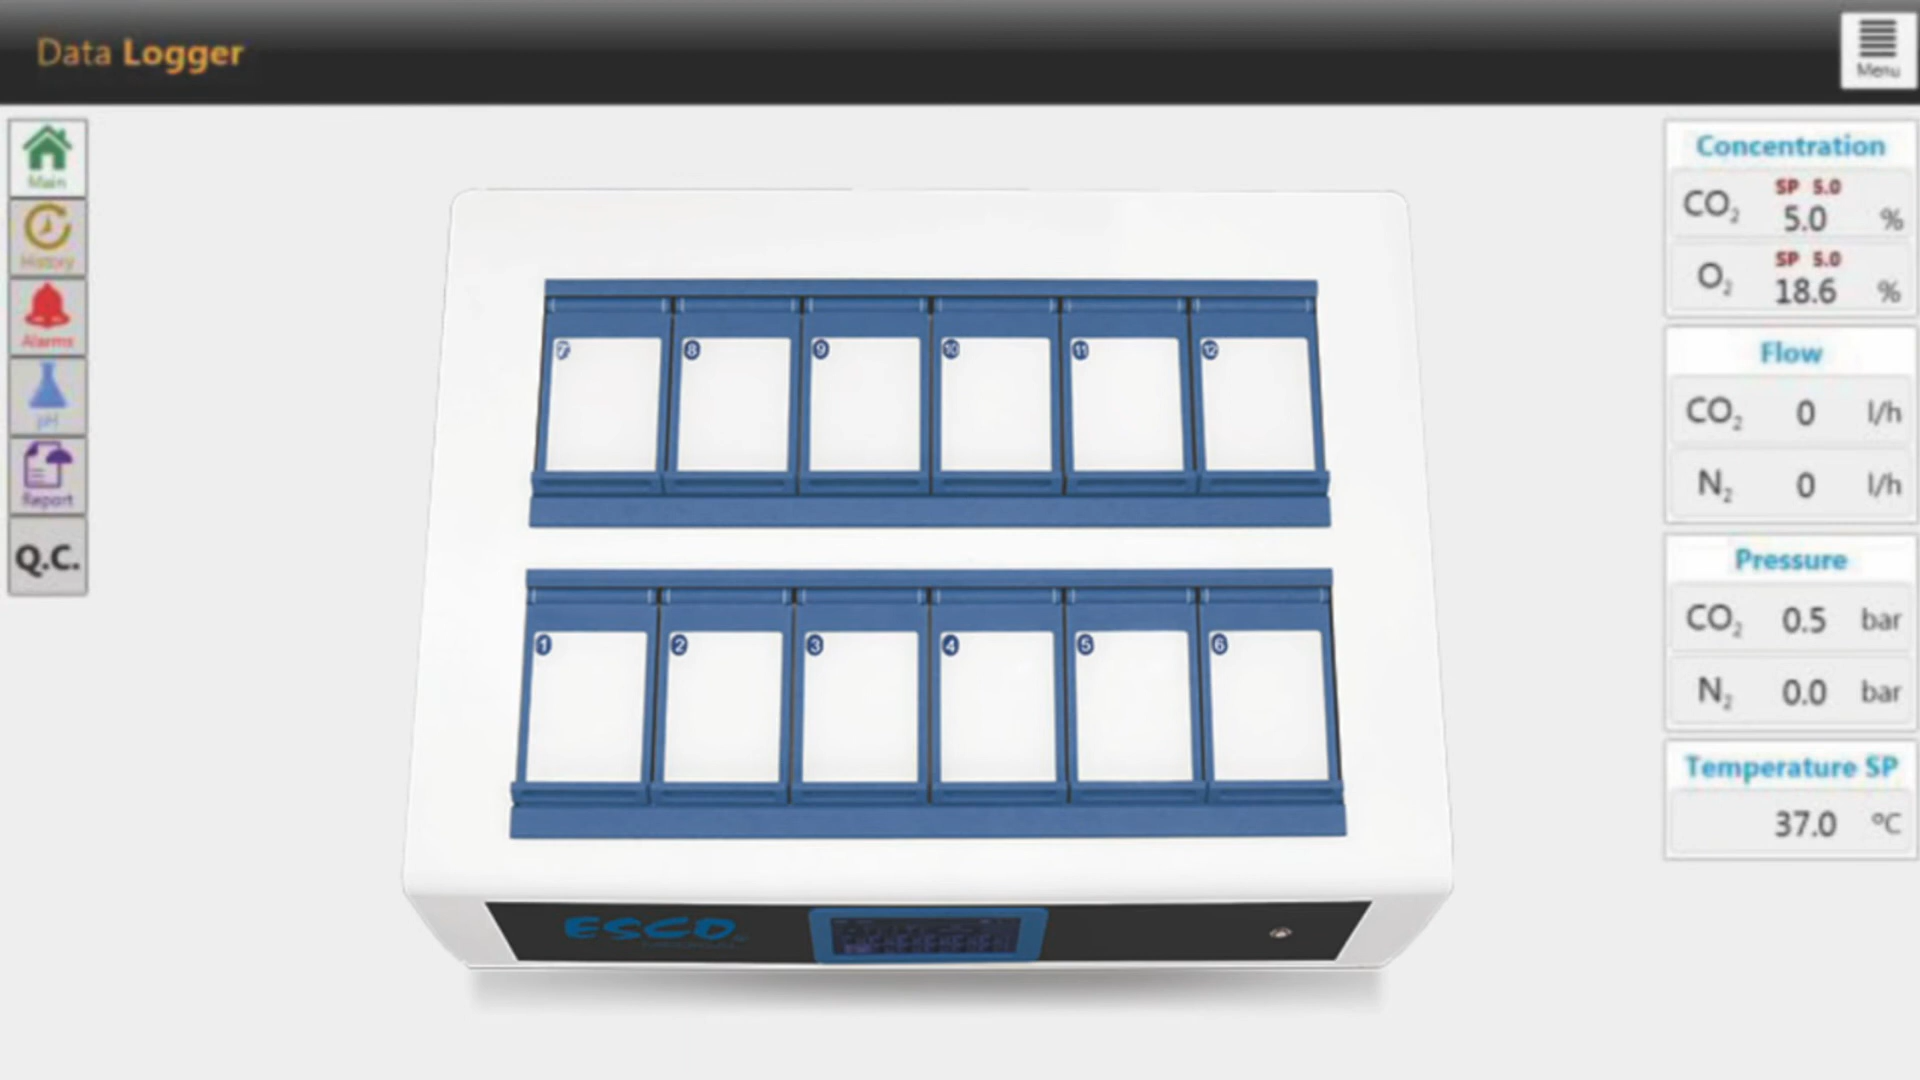 Data Logger
Menu
Main
History
Alarms
pH
Report
Q.C.
7 8 9 10 11 12
1 2 3 4 5 6
ESCO
Concentration
SP 5.0
CO₂ 5.0 %
SP 5.0
O₂ 18.6 %
Flow
CO₂ 0 l/h
N₂ 0 l/h
Pressure
CO₂ 0.5 bar
N₂ 0.0 bar
Temperature SP
37.0 ºC